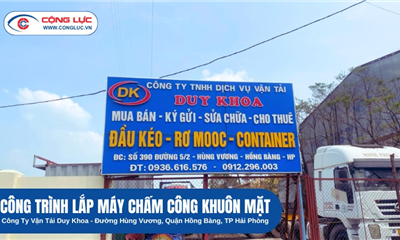 CỘNG LỰC
WWW.CONGLUC.VN
CÔNG TY TNHH DỊCH VỤ VẬN TẢI
DK
DUY KHOA
MUA BÁN - KÝ GỬI - SỬA CHỮA - CHO THUÊ
ĐẦU KÉO - RƠ MOOC - CONTAINER
ĐC: SỐ 390 ĐƯỜNG 5/2 - HÙNG VƯƠNG - HỒNG BÀNG - HP
ĐT: 0936.616.576 - 0912.296.003
CÔNG TRÌNH LẮP MÁY CHẤM CÔNG KHUÔN MẶT
Công Ty Vận Tải Duy Khoa - Đường Hùng Vương, Quận Hồng Bàng, TP Hải Phòng